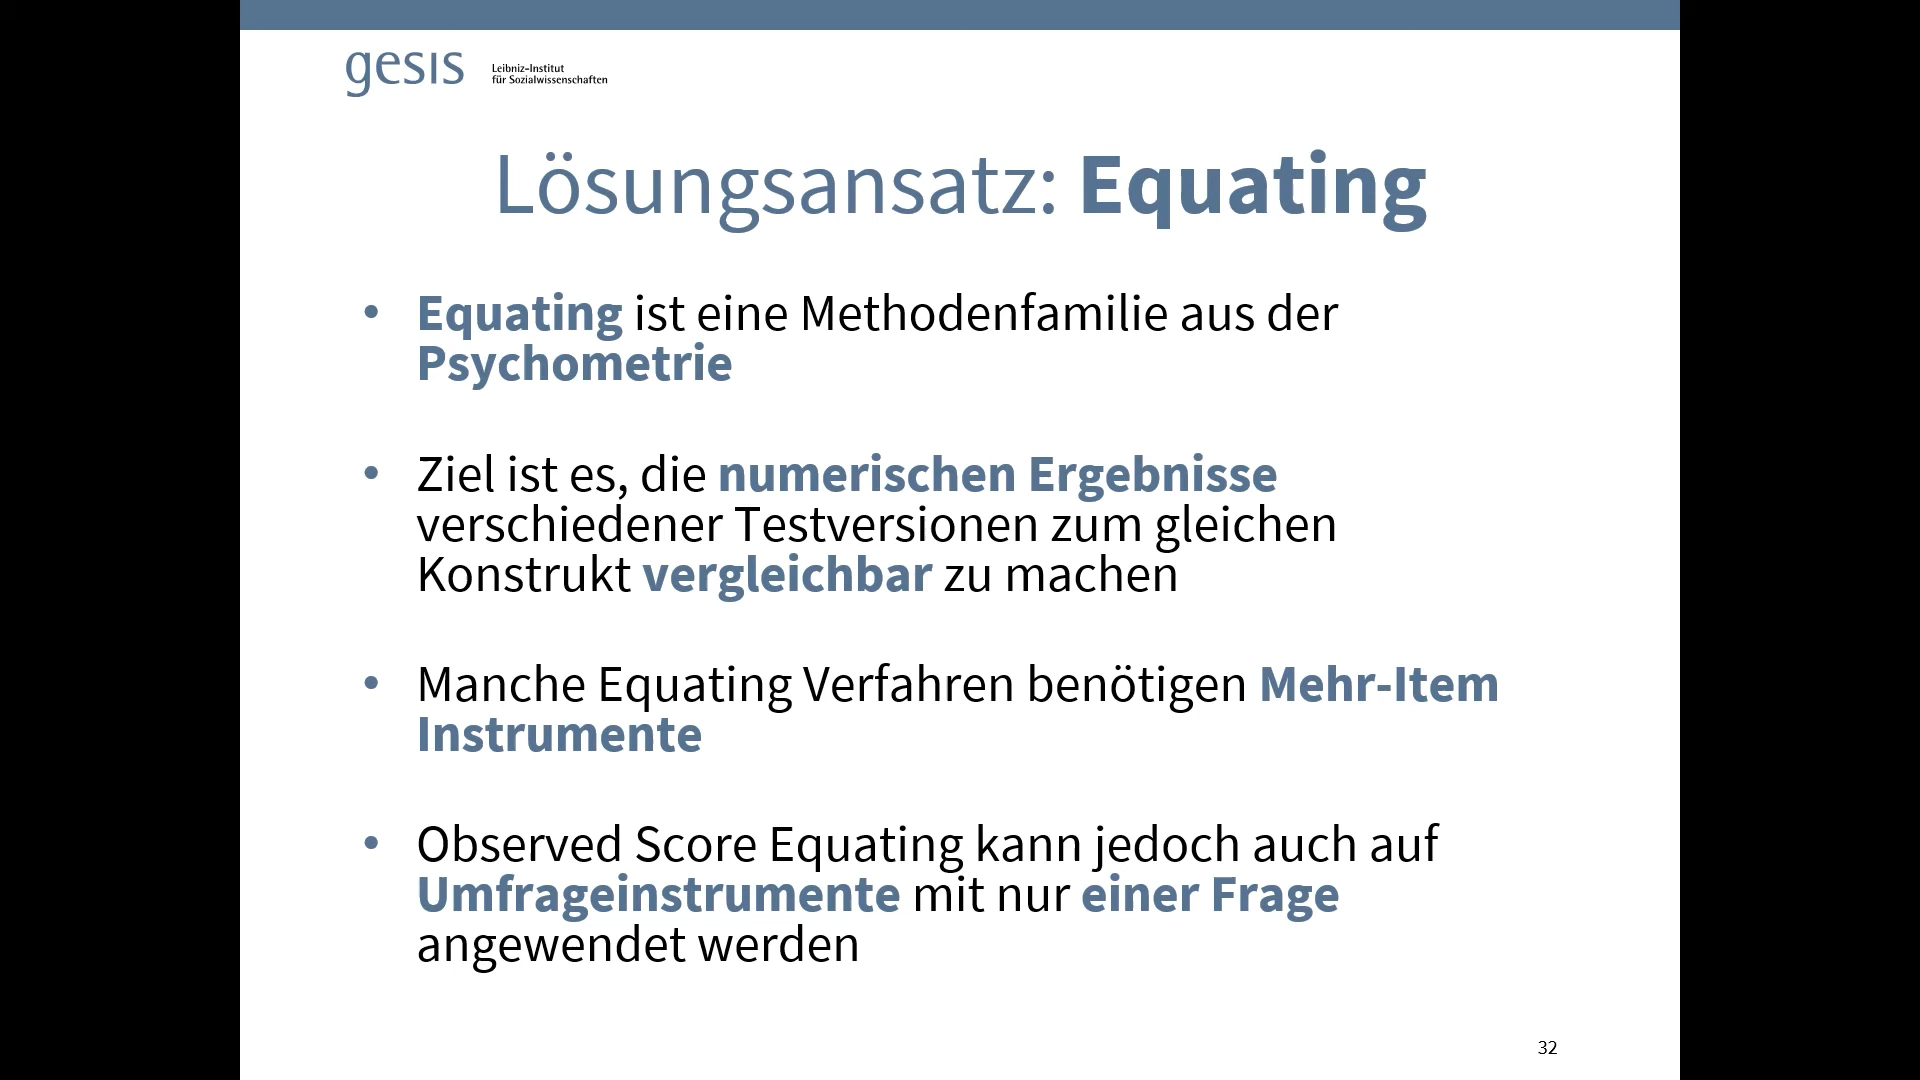 gesis
Leibniz-Institut
für Sozialwissenschaften
Lösungsansatz: Equating
• Equating ist eine Methodenfamilie aus der
Psychometrie
• Ziel ist es, die numerischen Ergebnisse
verschiedener Testversionen zum gleichen
Konstrukt vergleichbar zu machen
• Manche Equating Verfahren benötigen Mehr-Item
Instrumente
• Observed Score Equating kann jedoch auch auf
Umfrageinstrumente mit nur einer Frage
angewendet werden
32